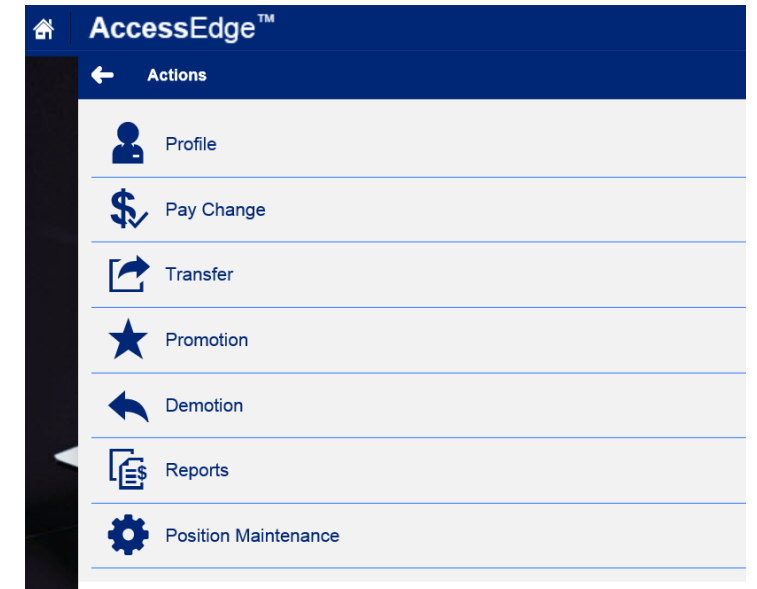 AccessEdge™
Actions
Profile
Pay Change
Transfer
Promotion
Demotion
Reports
Position Maintenance